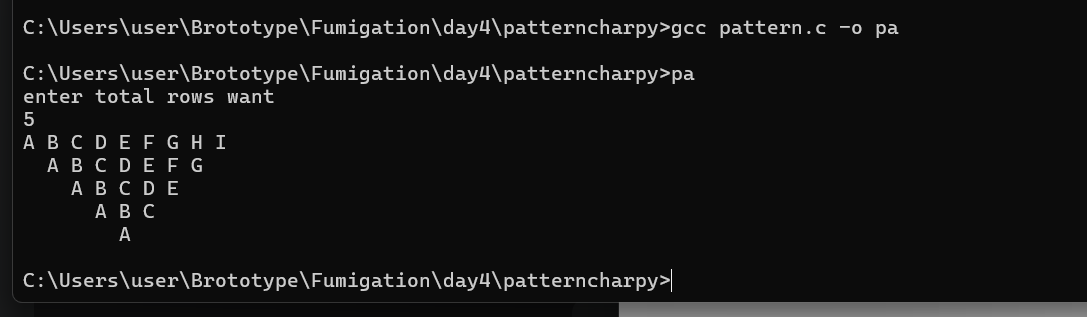 C:\Users\user\Brototype\Fumigation\day4\patterncharpy>gcc pattern.c -o pa
C:\Users\user\Brototype\Fumigation\day4\patterncharpy>pa
enter total rows want
5
A B C D E F G H I
  A B C D E F G
    A B C D E
      A B C
        A
C:\Users\user\Brototype\Fumigation\day4\patterncharpy>